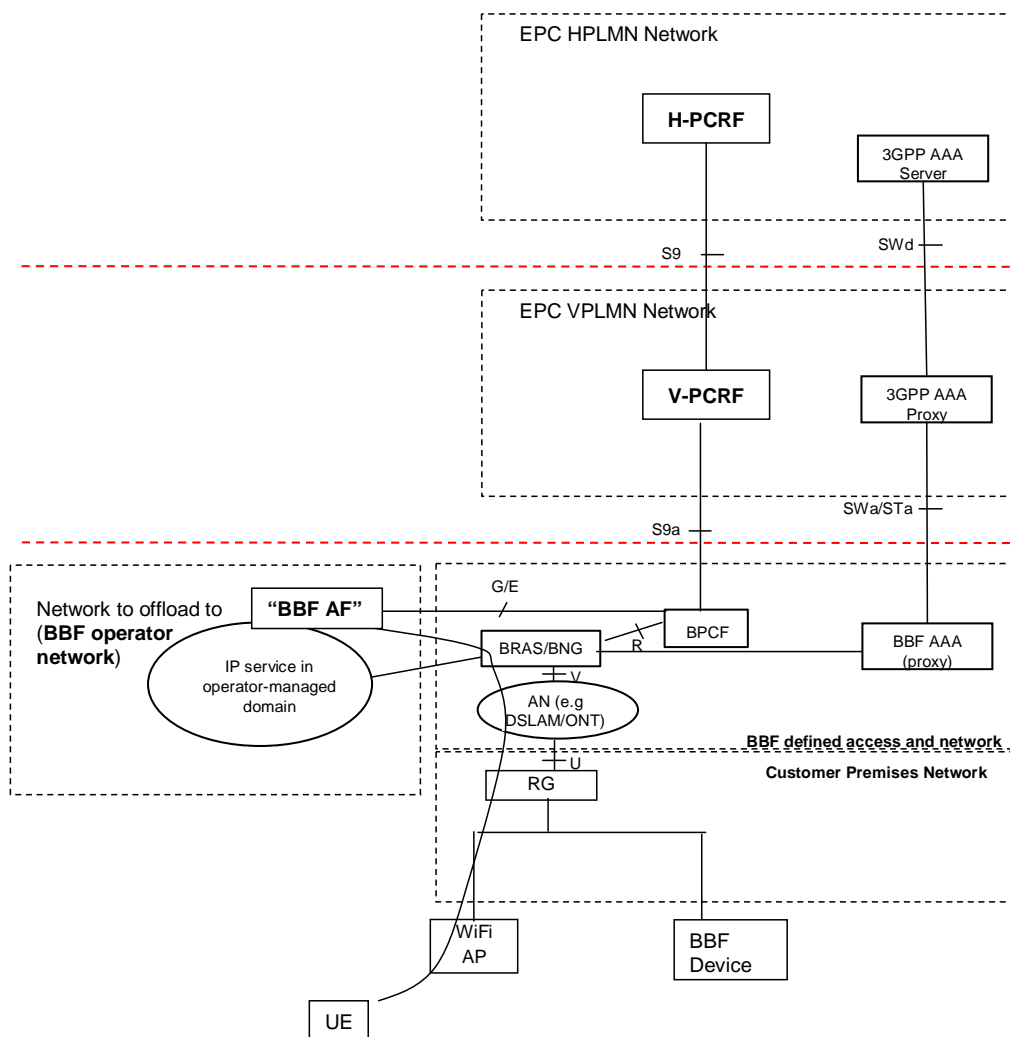 EPC HPLMN Network
H-PCRF
3GPP AAA
Server
S9
SWd
EPC VPLMN Network
V-PCRF
3GPP AAA
Proxy
SWa/STa
S9a
Network to offload to
(BBF operator
network)
“BBF AF”
G/E
BPCF
R
BRAS/BNG
BBF AAA
(proxy)
IP service in
operator-managed
domain
V
AN (e.g
DSLAM/ONT)
BBF defined access and network
U
Customer Premises Network
RG
WiFi
AP
BBF
Device
UE